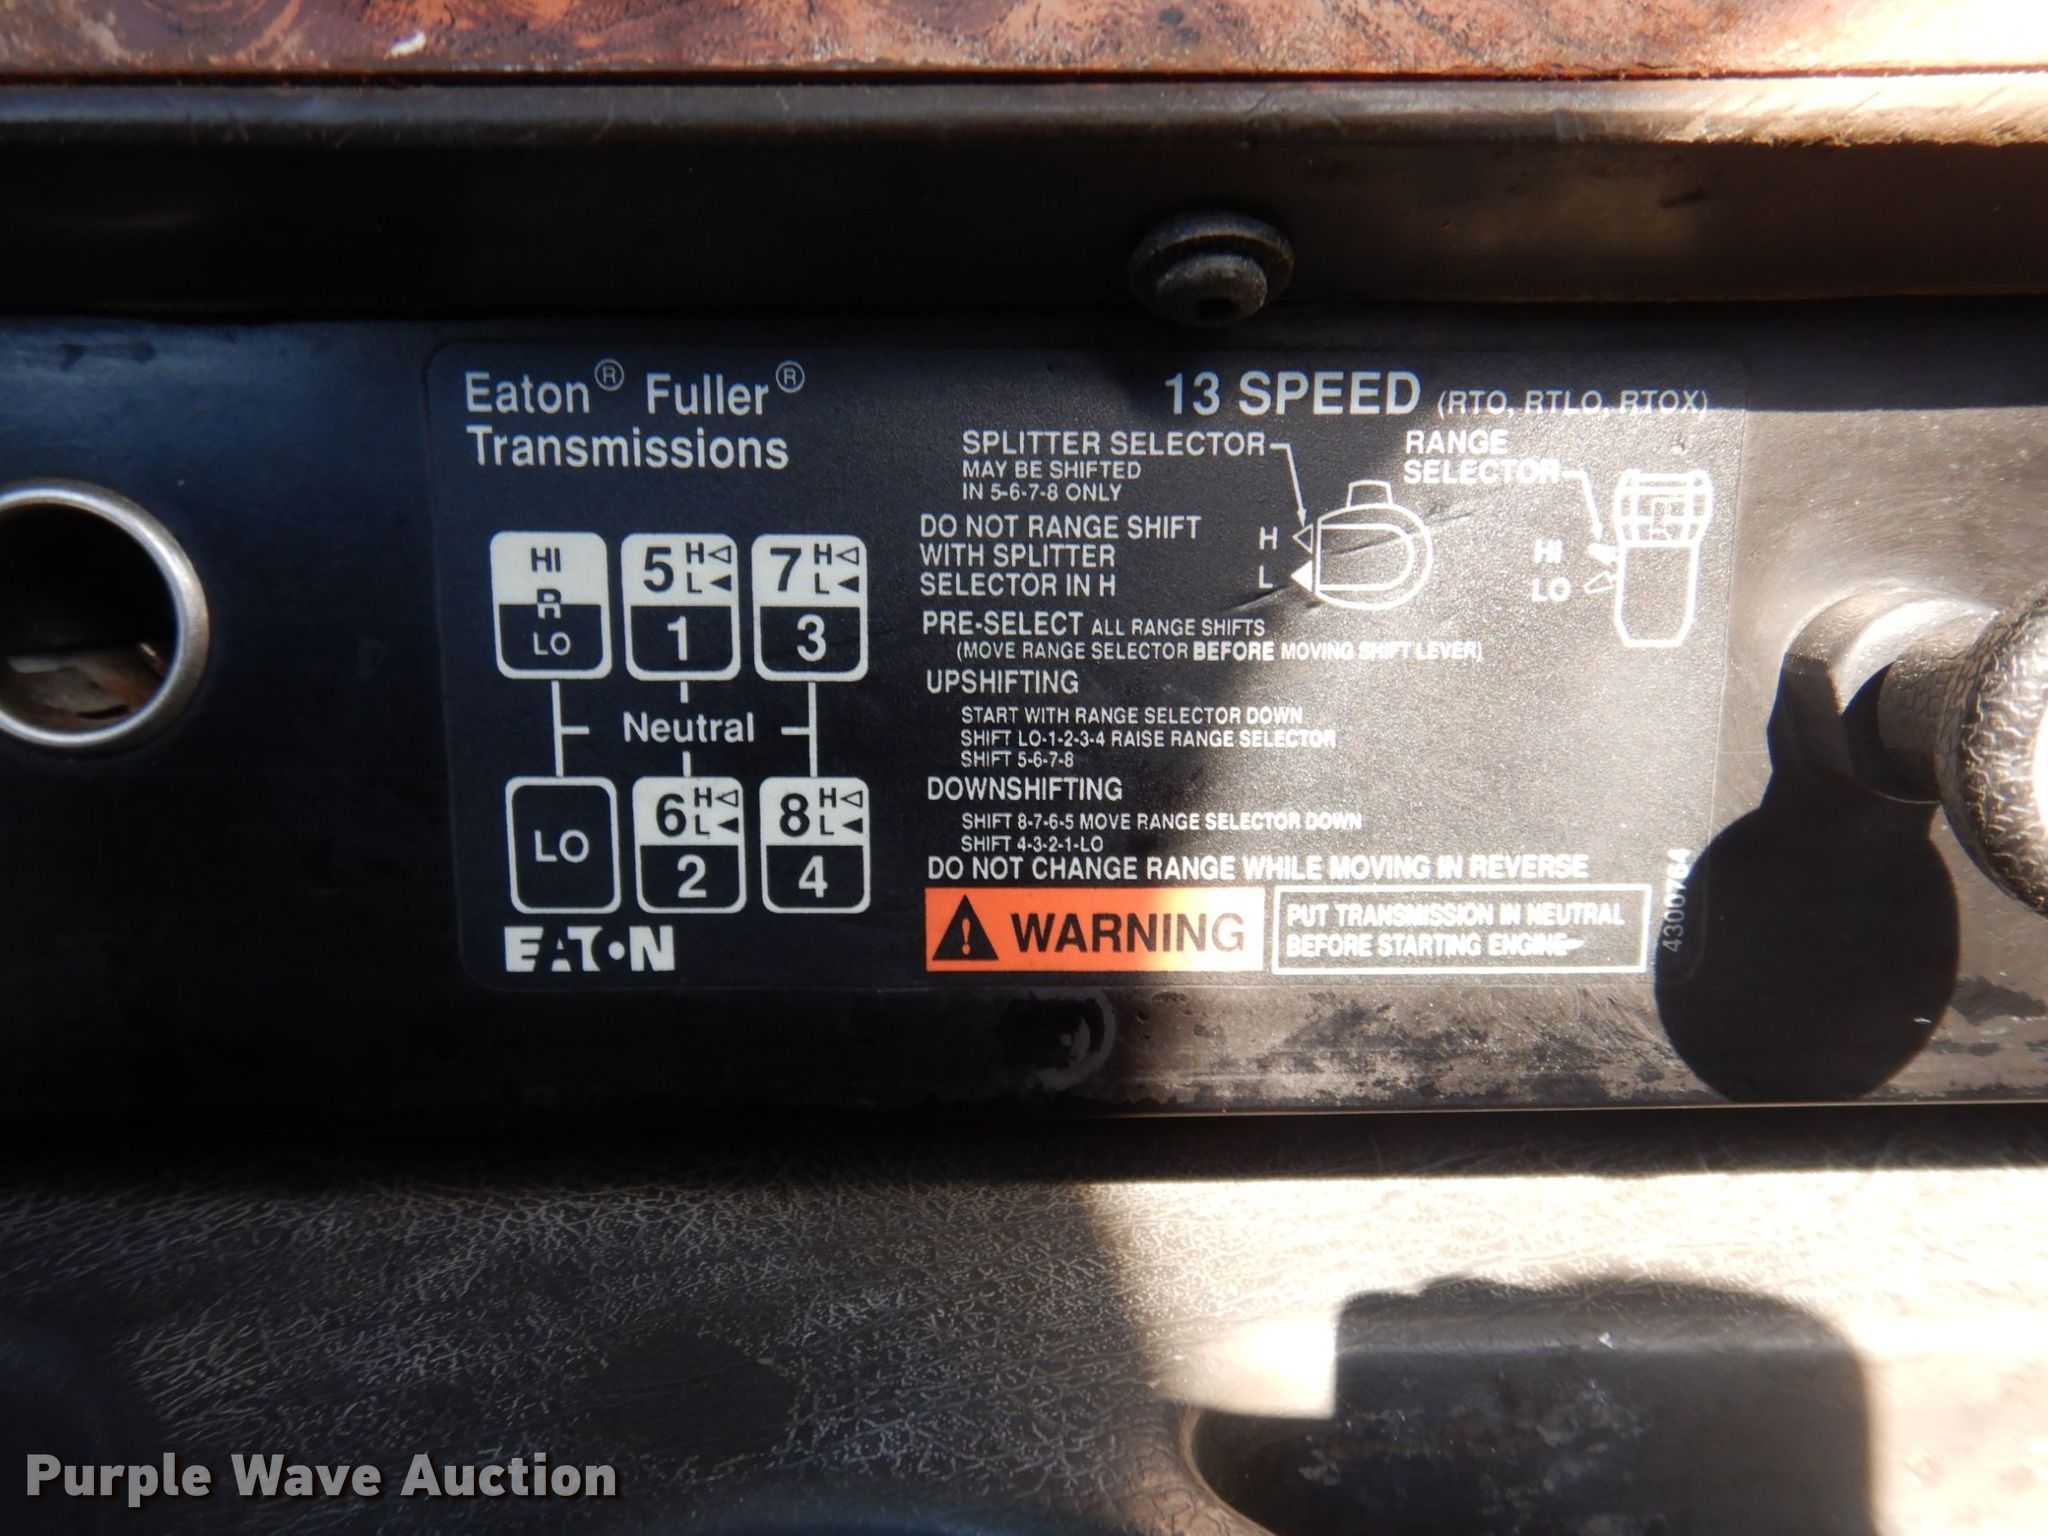 Eaton® Fuller®
Transmissions
13 SPEED (RTO, RTLO, RTOX)
SPLITTER SELECTOR
MAY BE SHIFTED
IN 5-6-7-8 ONLY
RANGE
SELECTOR
DO NOT RANGE SHIFT
WITH SPLITTER
SELECTOR IN H
H
L
HI
LO
HI
R
LO
5 H
L
1
7 H
L
3
Neutral
LO
6 H
L
2
8 H
L
4
EATON
PRE-SELECT ALL RANGE SHIFTS
(MOVE RANGE SELECTOR BEFORE MOVING SHIFT LEVER)
UPSHIFTING
START WITH RANGE SELECTOR DOWN
SHIFT LO-1-2-3-4 RAISE RANGE SELECTOR
SHIFT 5-6-7-8
DOWNSHIFTING
SHIFT 8-7-6-5 MOVE RANGE SELECTOR DOWN
SHIFT 4-3-2-1-LO
DO NOT CHANGE RANGE WHILE MOVING IN REVERSE
WARNING
PUT TRANSMISSION IN NEUTRAL
BEFORE STARTING ENGINE
4300764
Purple Wave Auction